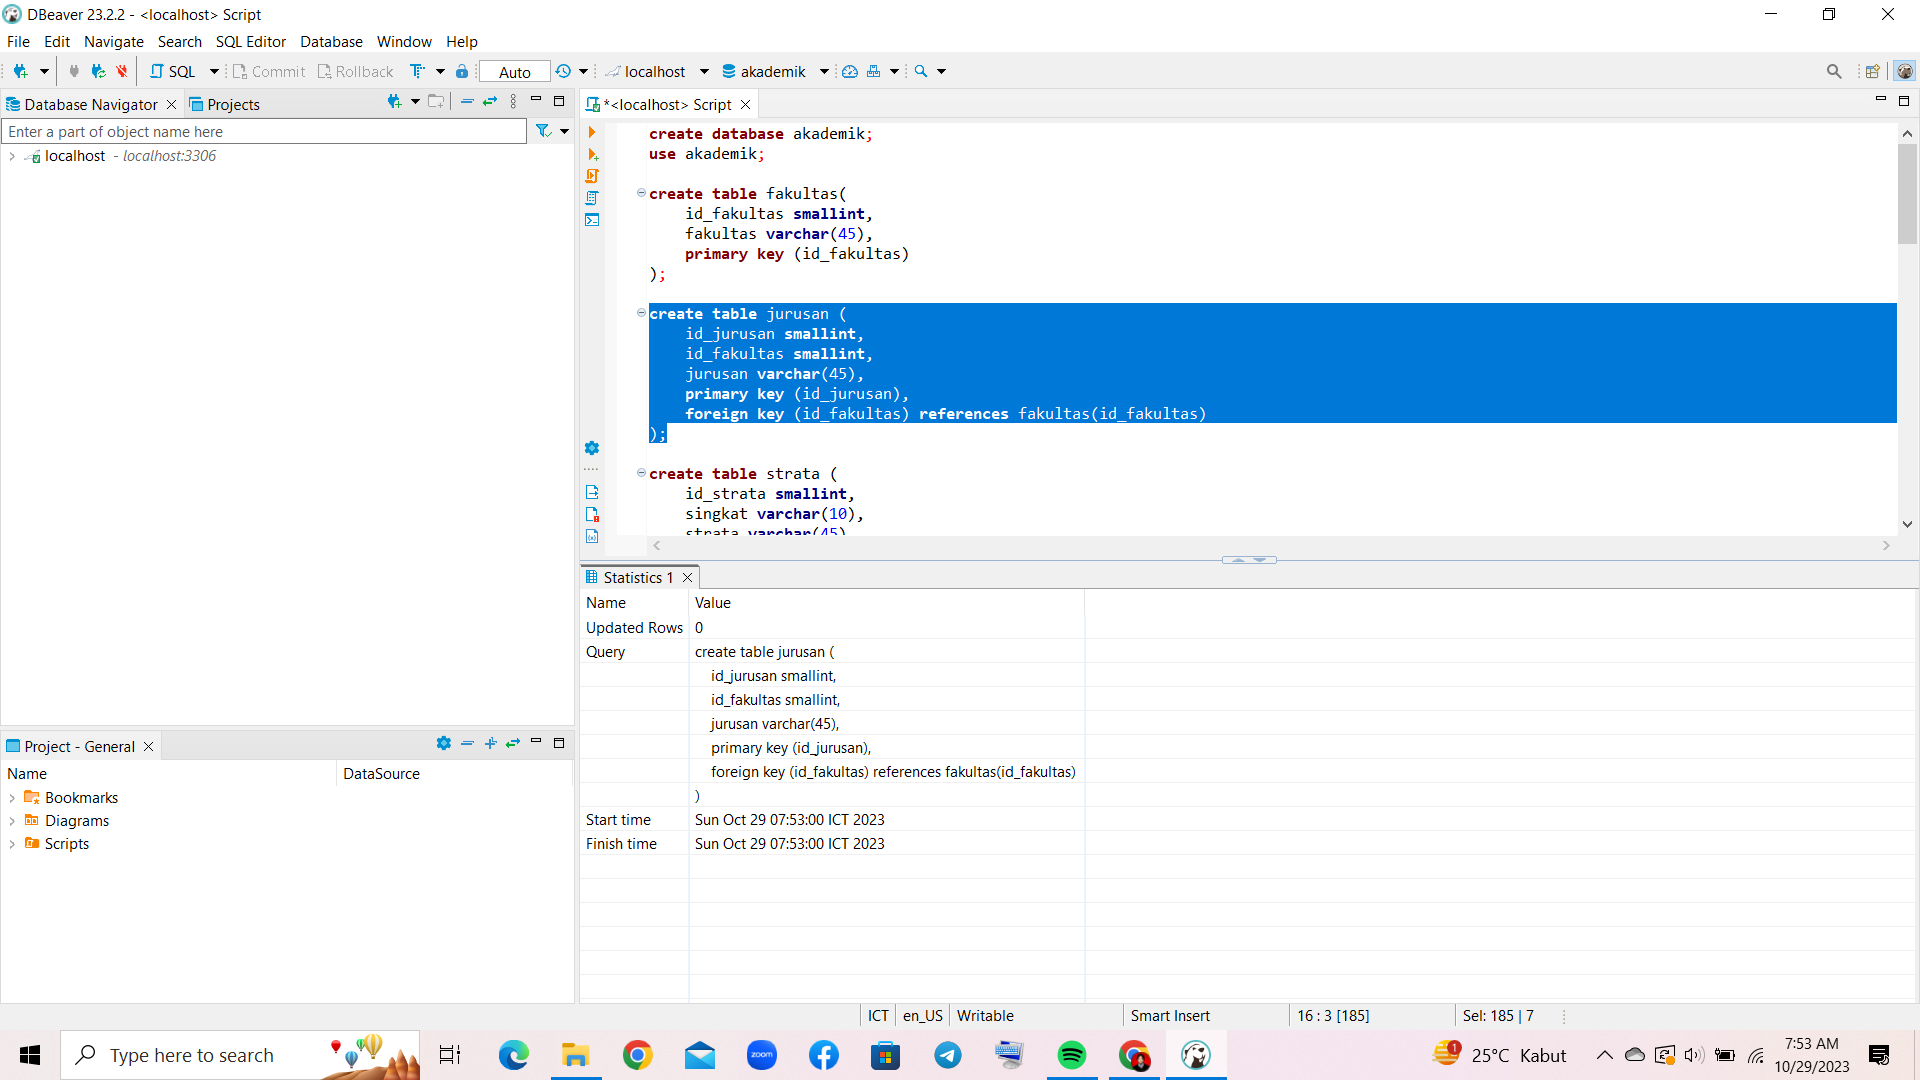 DBeaver 23.2.2 - <localhost> Script
File Edit Navigate Search SQL Editor Database Window Help
SQL Commit Rollback Auto localhost akademik
Database Navigator Projects
Enter a part of object name here
localhost - localhost:3306
*<localhost> Script
create database akademik;
use akademik;
create table fakultas(
id_fakultas smallint,
fakultas varchar(45),
primary key (id_fakultas)
);
create table jurusan (
id_jurusan smallint,
id_fakultas smallint,
jurusan varchar(45),
primary key (id_jurusan),
foreign key (id_fakultas) references fakultas(id_fakultas)
);
create table strata (
id_strata smallint,
singkat varchar(10),
strata varchar(45)
Statistics 1
Name Value
Updated Rows 0
Query create table jurusan (
id_jurusan smallint,
id_fakultas smallint,
jurusan varchar(45),
primary key (id_jurusan),
foreign key (id_fakultas) references fakultas(id_fakultas)
)
Start time Sun Oct 29 07:53:00 ICT 2023
Finish time Sun Oct 29 07:53:00 ICT 2023
Project - General
Name DataSource
Bookmarks
Diagrams
Scripts
ICT en_US Writable Smart Insert 16 : 3 [185] Sel: 185 | 7
Type here to search
zoom
1
25°C Kabut
7:53 AM
10/29/2023